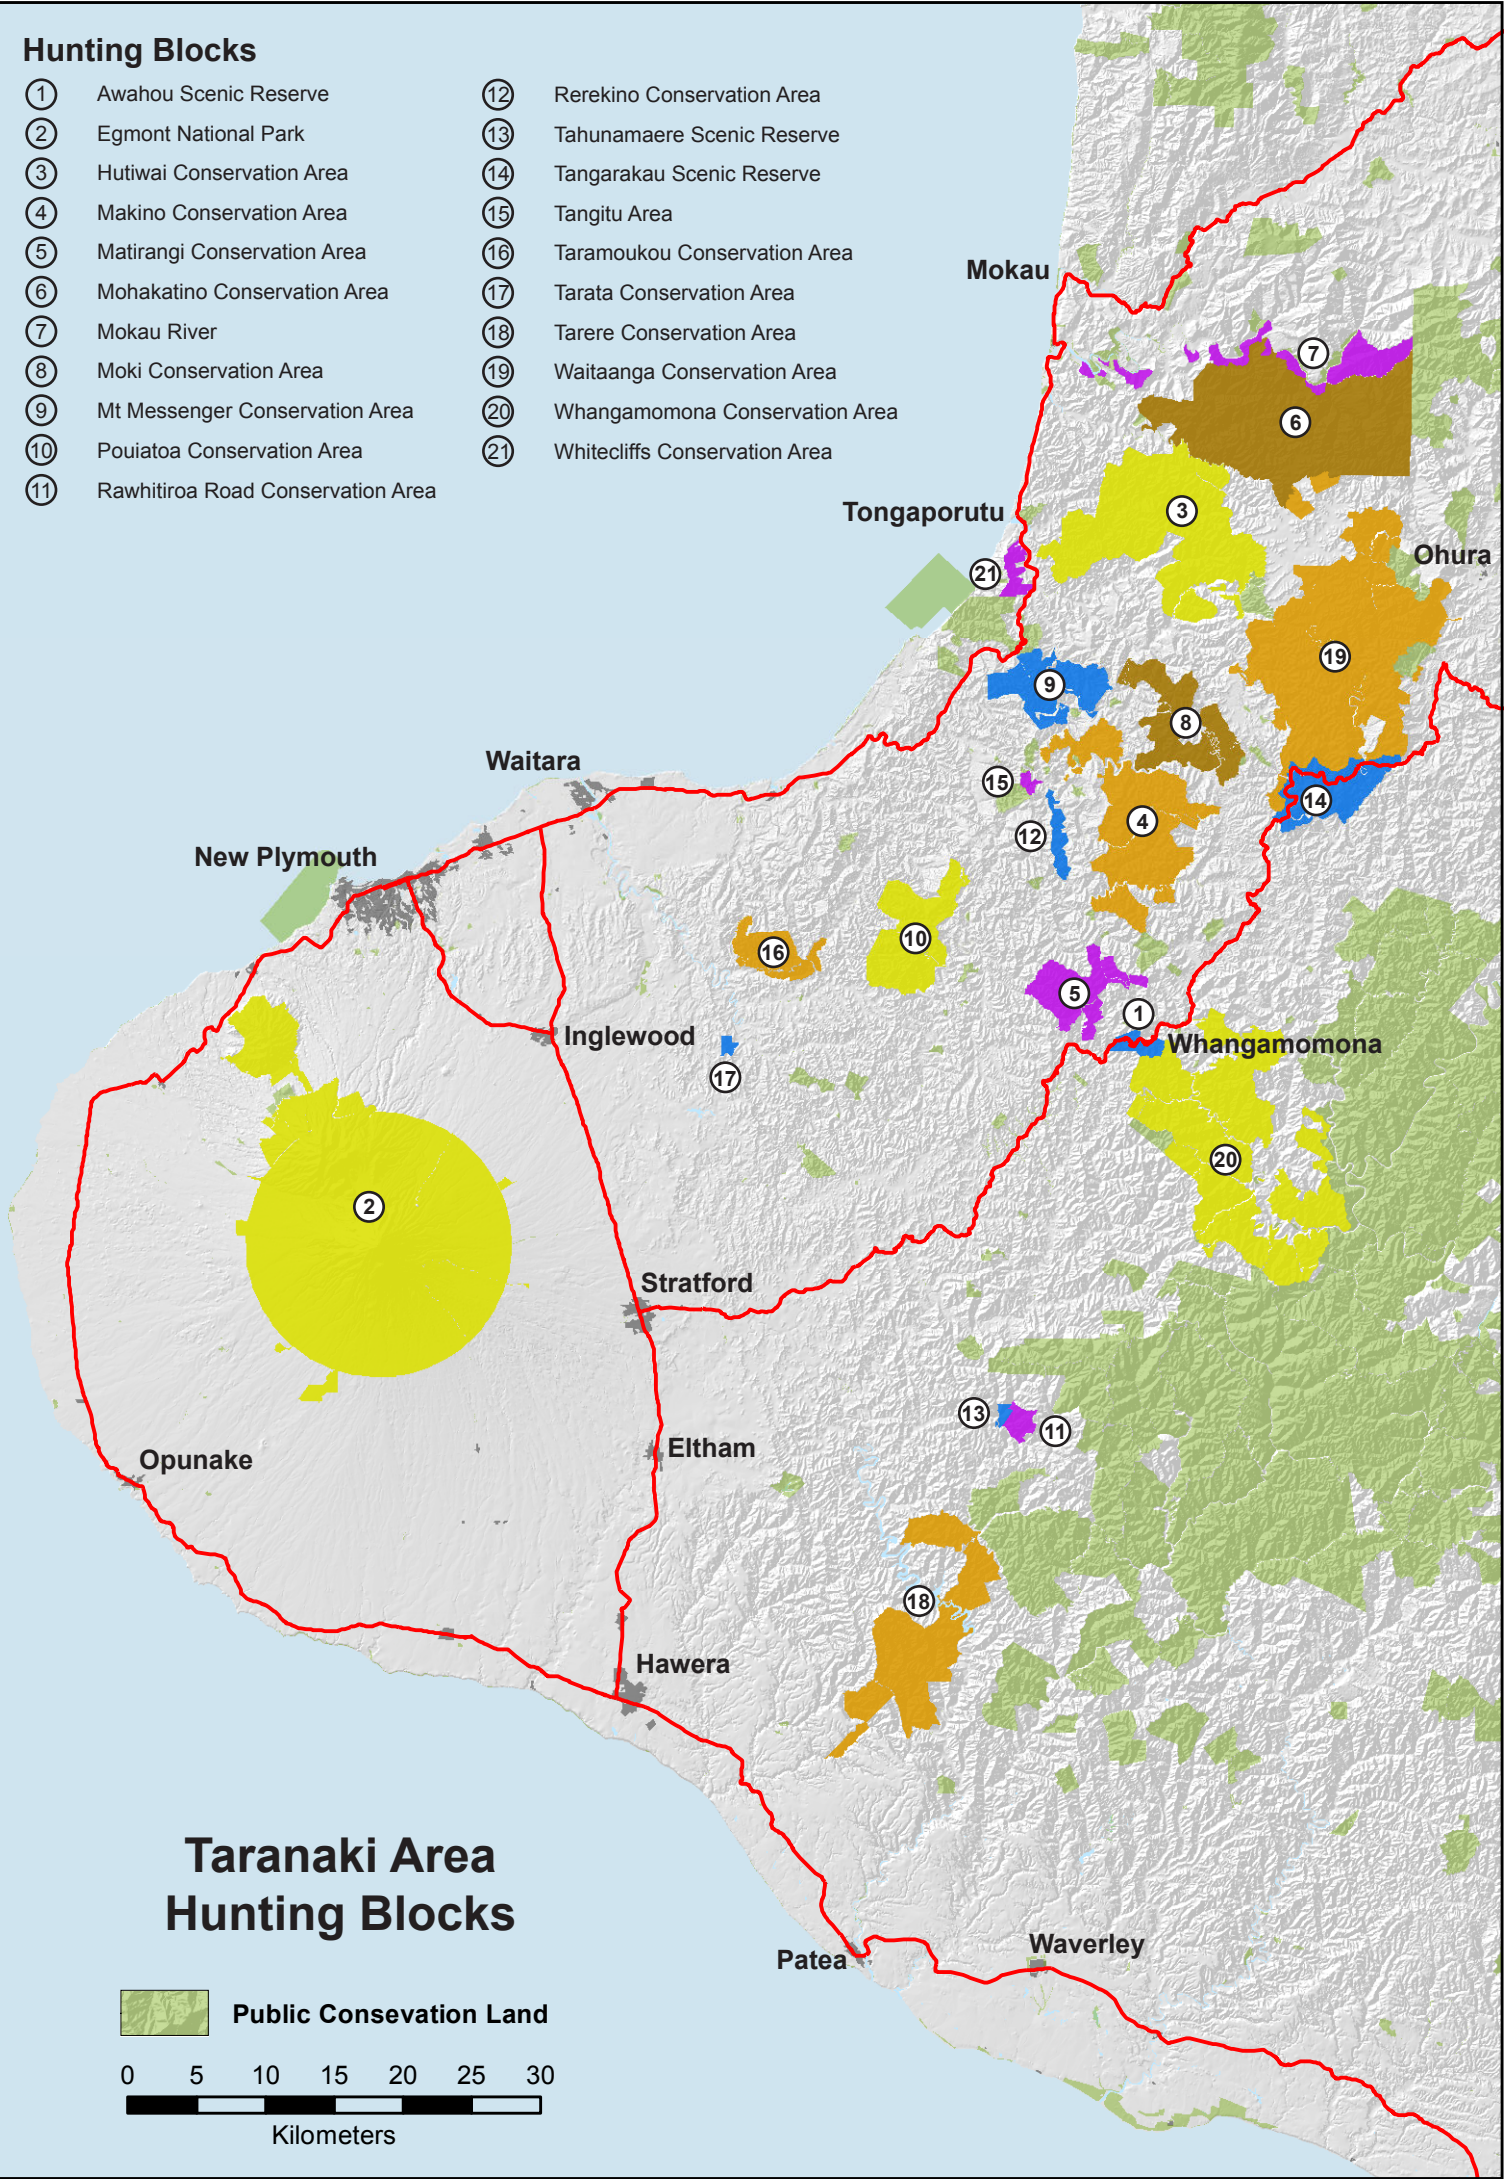 Hunting Blocks
1 Awahou Scenic Reserve
2 Egmont National Park
3 Hutiwai Conservation Area
4 Makino Conservation Area
5 Matirangi Conservation Area
6 Mohakatino Conservation Area
7 Mokau River
8 Moki Conservation Area
9 Mt Messenger Conservation Area
10 Pouiatoa Conservation Area
11 Rawhitiroa Road Conservation Area
12 Rerekino Conservation Area
13 Tahunamaere Scenic Reserve
14 Tangarakau Scenic Reserve
15 Tangitu Area
16 Taramoukou Conservation Area
17 Tarata Conservation Area
18 Tarere Conservation Area
19 Waitaanga Conservation Area
20 Whangamomona Conservation Area
21 Whitecliffs Conservation Area
Mokau
7
6
Tongaporutu
3
Ohura
21
19
9
8
Waitara
15
14
4
12
New Plymouth
10
16
5
1
Inglewood
Whangamomona
17
20
2
Stratford
13
11
Eltham
Opunake
18
Hawera
Taranaki Area
Hunting Blocks
Patea
Waverley
Public Consevation Land
0 5 10 15 20 25 30
Kilometers